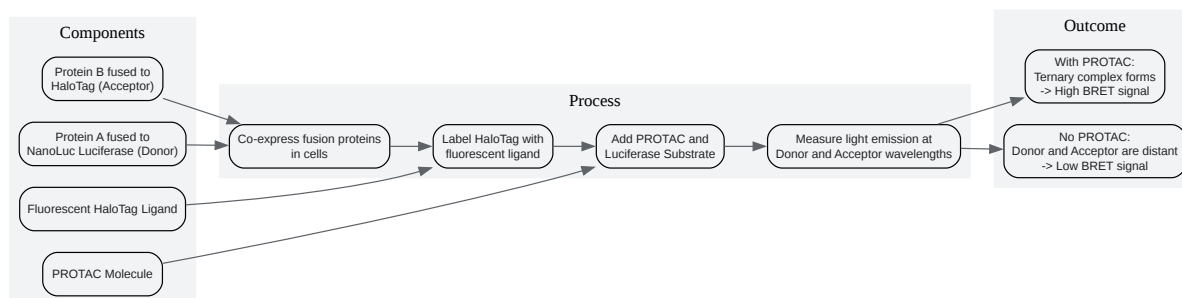 Components
Protein B fused to
HaloTag (Acceptor)
Protein A fused to
NanoLuc Luciferase (Donor)
Fluorescent HaloTag Ligand
PROTAC Molecule
Process
Co-express fusion proteins
in cells
Label HaloTag with
fluorescent ligand
Add PROTAC and
Luciferase Substrate
Measure light emission at
Donor and Acceptor wavelengths
Outcome
With PROTAC:
Ternary complex forms
-> High BRET signal
No PROTAC:
Donor and Acceptor are distant
-> Low BRET signal